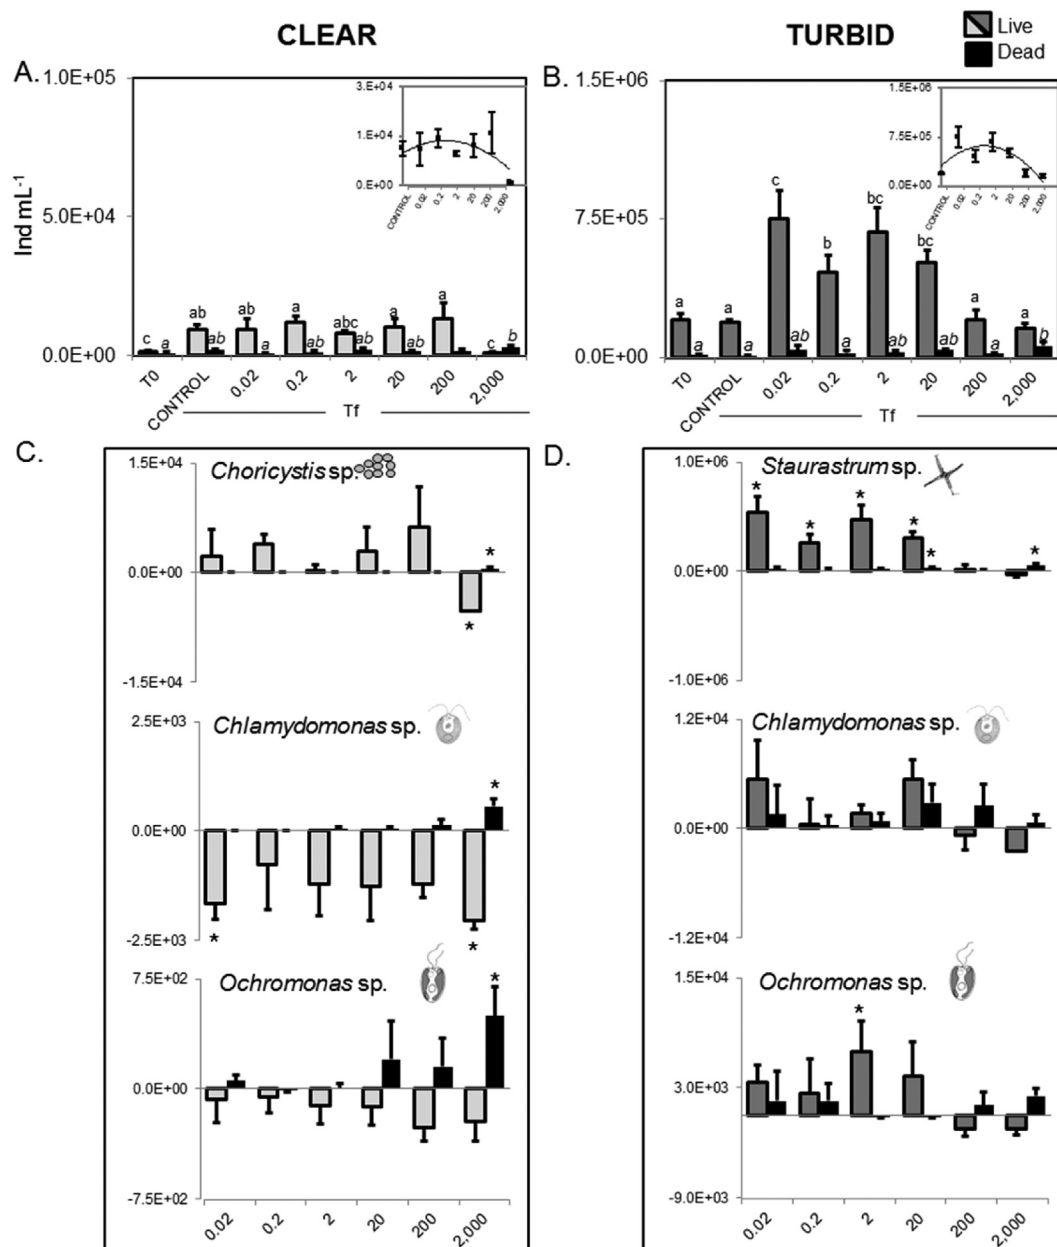 CLEAR
TURBID
Live
Dead
A.
1.0E+05
5.0E+04
0.0E+00
Ind mL-1
3.E+04
1.E+04
0.E+00
CONTROL 0.02 0.2 2 20 200 2,000
c a ab ab ab a a ab abc ab a ab a c b
T0 CONTROL 0.02 0.2 2 20 200 2,000
Tf
B.
1.5E+06
7.5E+05
0.0E+00
1.5E+06
7.5E+05
0.0E+00
CONTROL 0.02 0.2 2 20 200 2,000
a a a a c ab b a bc ab bc ab a a a b
T0 CONTROL 0.02 0.2 2 20 200 2,000
Tf
C.
Choricystis sp.
1.5E+04
0.0E+00
-1.5E+04
* *
Chlamydomonas sp.
2.5E+03
0.0E+00
-2.5E+03
* * *
Ochromonas sp.
7.5E+02
0.0E+00
-7.5E+02
*
0.02 0.2 2 20 200 2,000
D.
Staurastrum sp.
1.0E+06
0.0E+00
-1.0E+06
* * * * * *
Chlamydomonas sp.
1.2E+04
0.0E+00
-1.2E+04
Ochromonas sp.
1.5E+04
3.0E+03
-9.0E+03
*
0.02 0.2 2 20 200 2,000